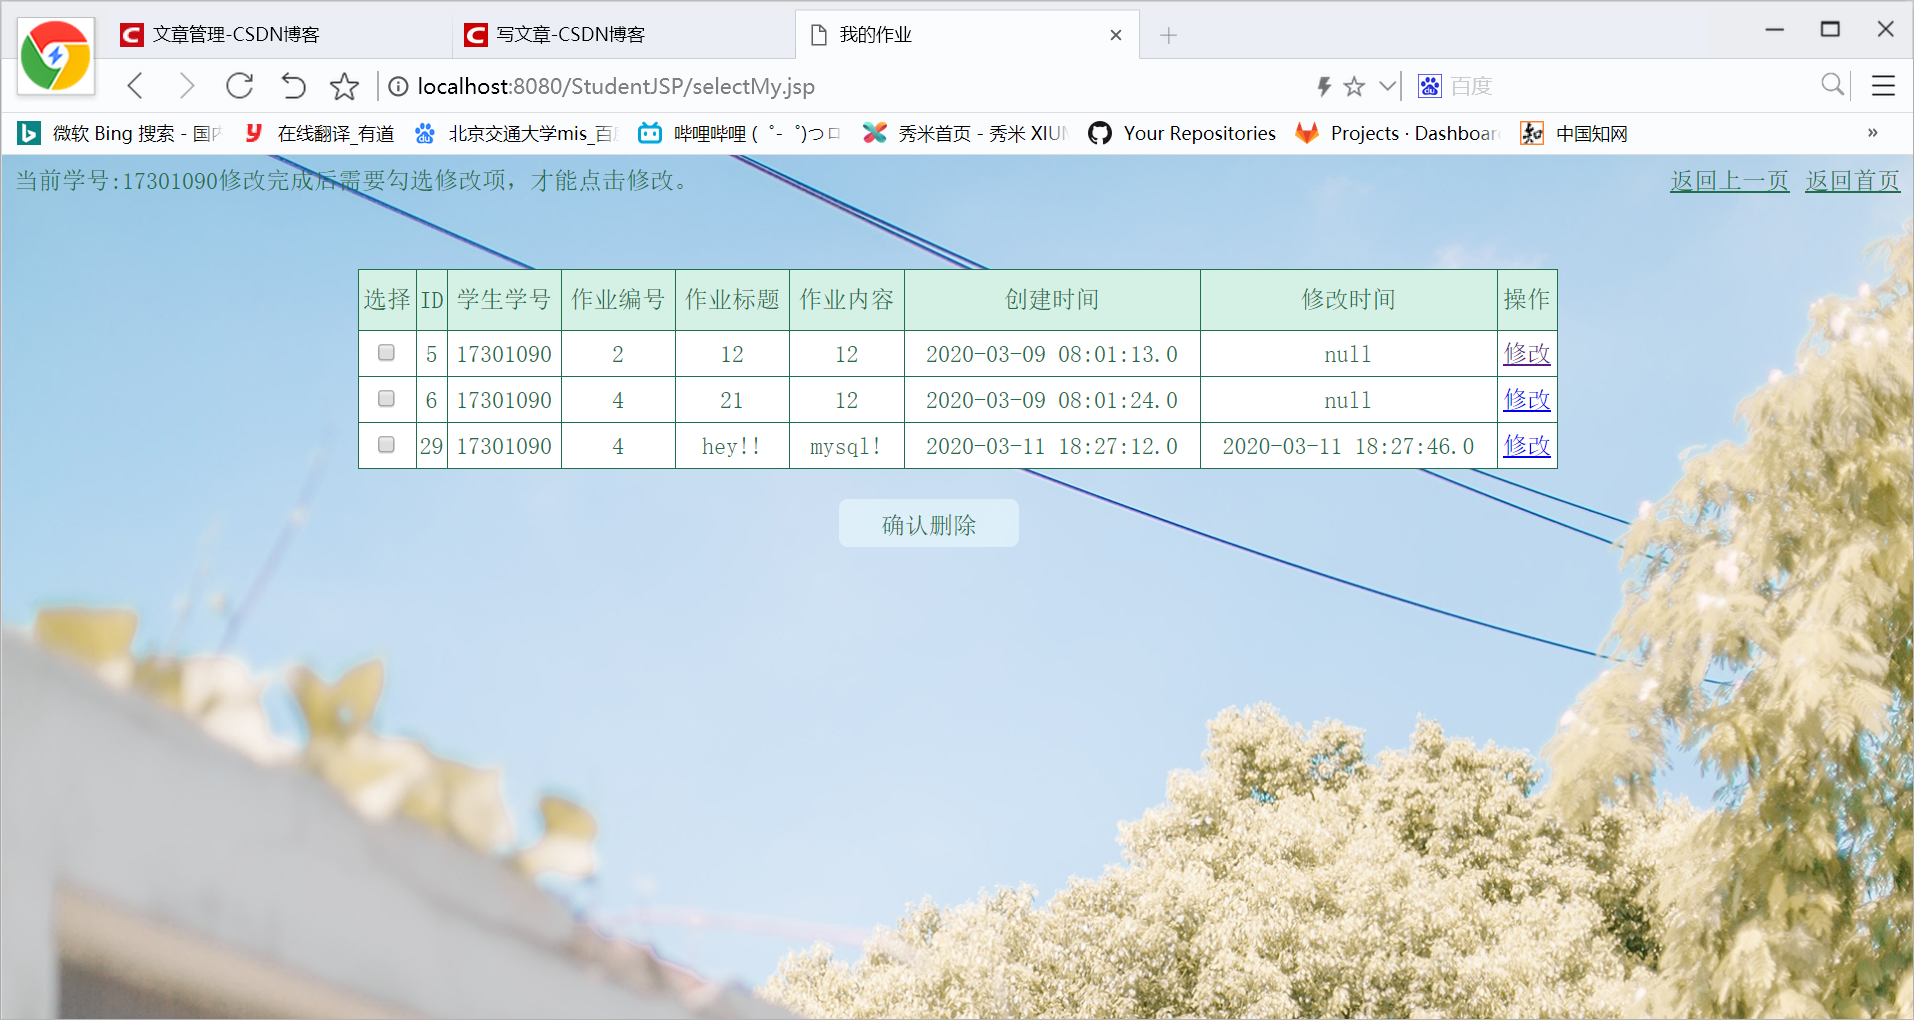 文章管理-CSDN博客
写文章-CSDN博客
我的作业
localhost:8080/StudentJSP/selectMy.jsp
百度
微软 Bing 搜索 - 国内
在线翻译_有道
北京交通大学mis_百
哔哩哔哩 ( ゜- ゜)つロ
秀米首页 - 秀米 XIUM
Your Repositories
Projects · Dashboar
中国知网
当前学号:17301090修改完成后需要勾选修改项，才能点击修改。
返回上一页 返回首页
选择 ID 学生学号 作业编号 作业标题 作业内容 创建时间 修改时间 操作
5 17301090 2 12 12 2020-03-09 08:01:13.0 null 修改
6 17301090 4 21 12 2020-03-09 08:01:24.0 null 修改
29 17301090 4 hey!! mysql! 2020-03-11 18:27:12.0 2020-03-11 18:27:46.0 修改
确认删除